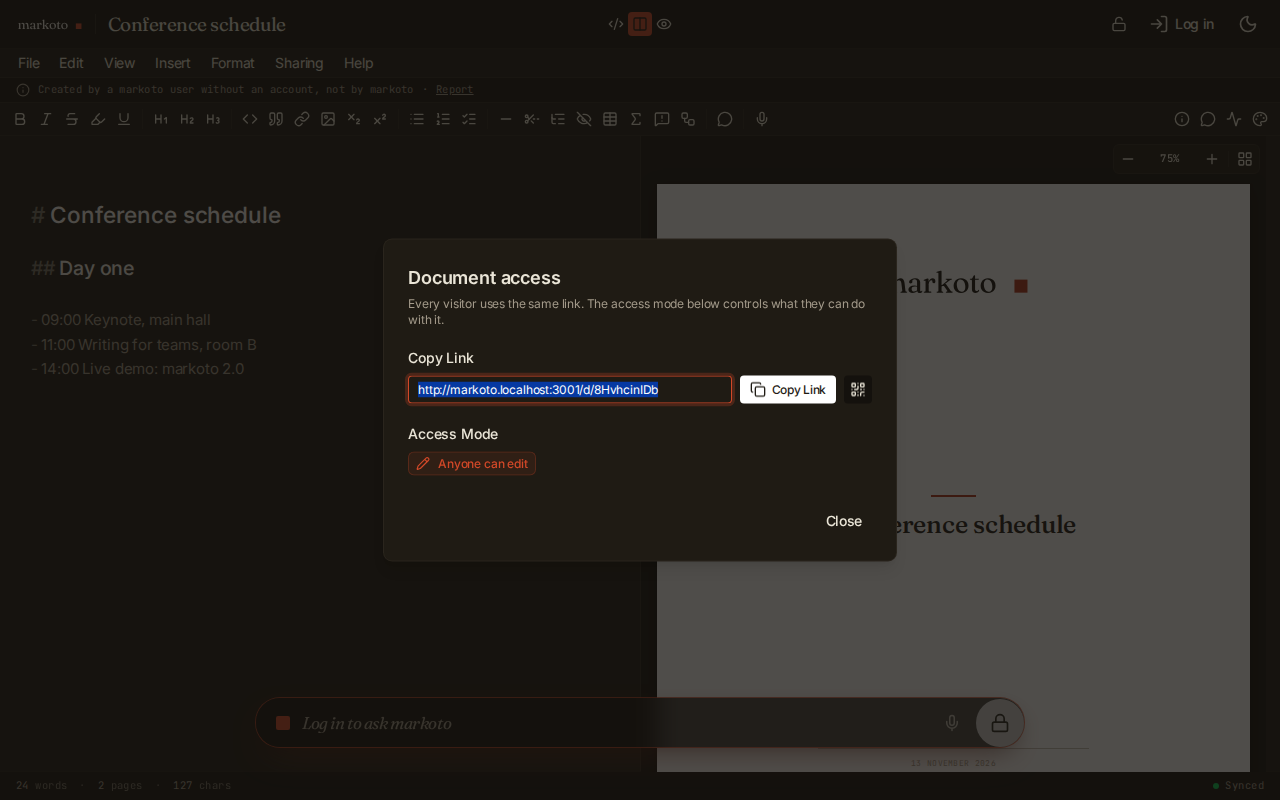 markoto
Conference schedule
Log in
File Edit View Insert Format Sharing Help
Created by a markoto user without an account, not by markoto · Report
H1 H2 H3
75%
# Conference schedule
## Day one
- 09:00 Keynote, main hall
- 11:00 Writing for teams, room B
- 14:00 Live demo: markoto 2.0
Document access
Every visitor uses the same link. The access mode below controls what they can do
with it.
Copy Link
http://markoto.localhost:3001/d/8HvhcinIDb
Copy Link
Access Mode
Anyone can edit
Close
arkoto
erence schedule
Log in to ask markoto
13 NOVEMBER 2026
24 words · 2 pages · 127 chars
Synced